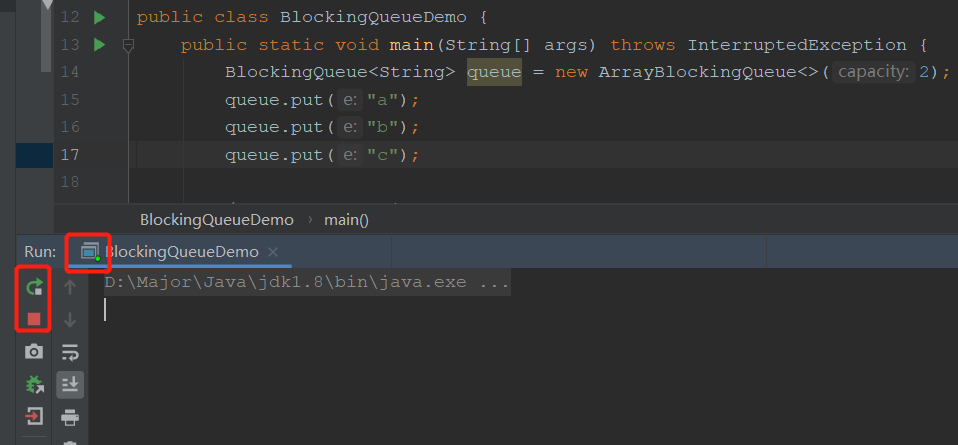 12 public class BlockingQueueDemo {
13 public static void main(String[] args) throws InterruptedException {
14 BlockingQueue<String> queue = new ArrayBlockingQueue<>( capacity: 2);
15 queue.put( e: "a");
16 queue.put( e: "b");
17 queue.put( e: "c");
18
BlockingQueueDemo › main()
Run: BlockingQueueDemo ×
D:\Major\Java\jdk1.8\bin\java.exe ...